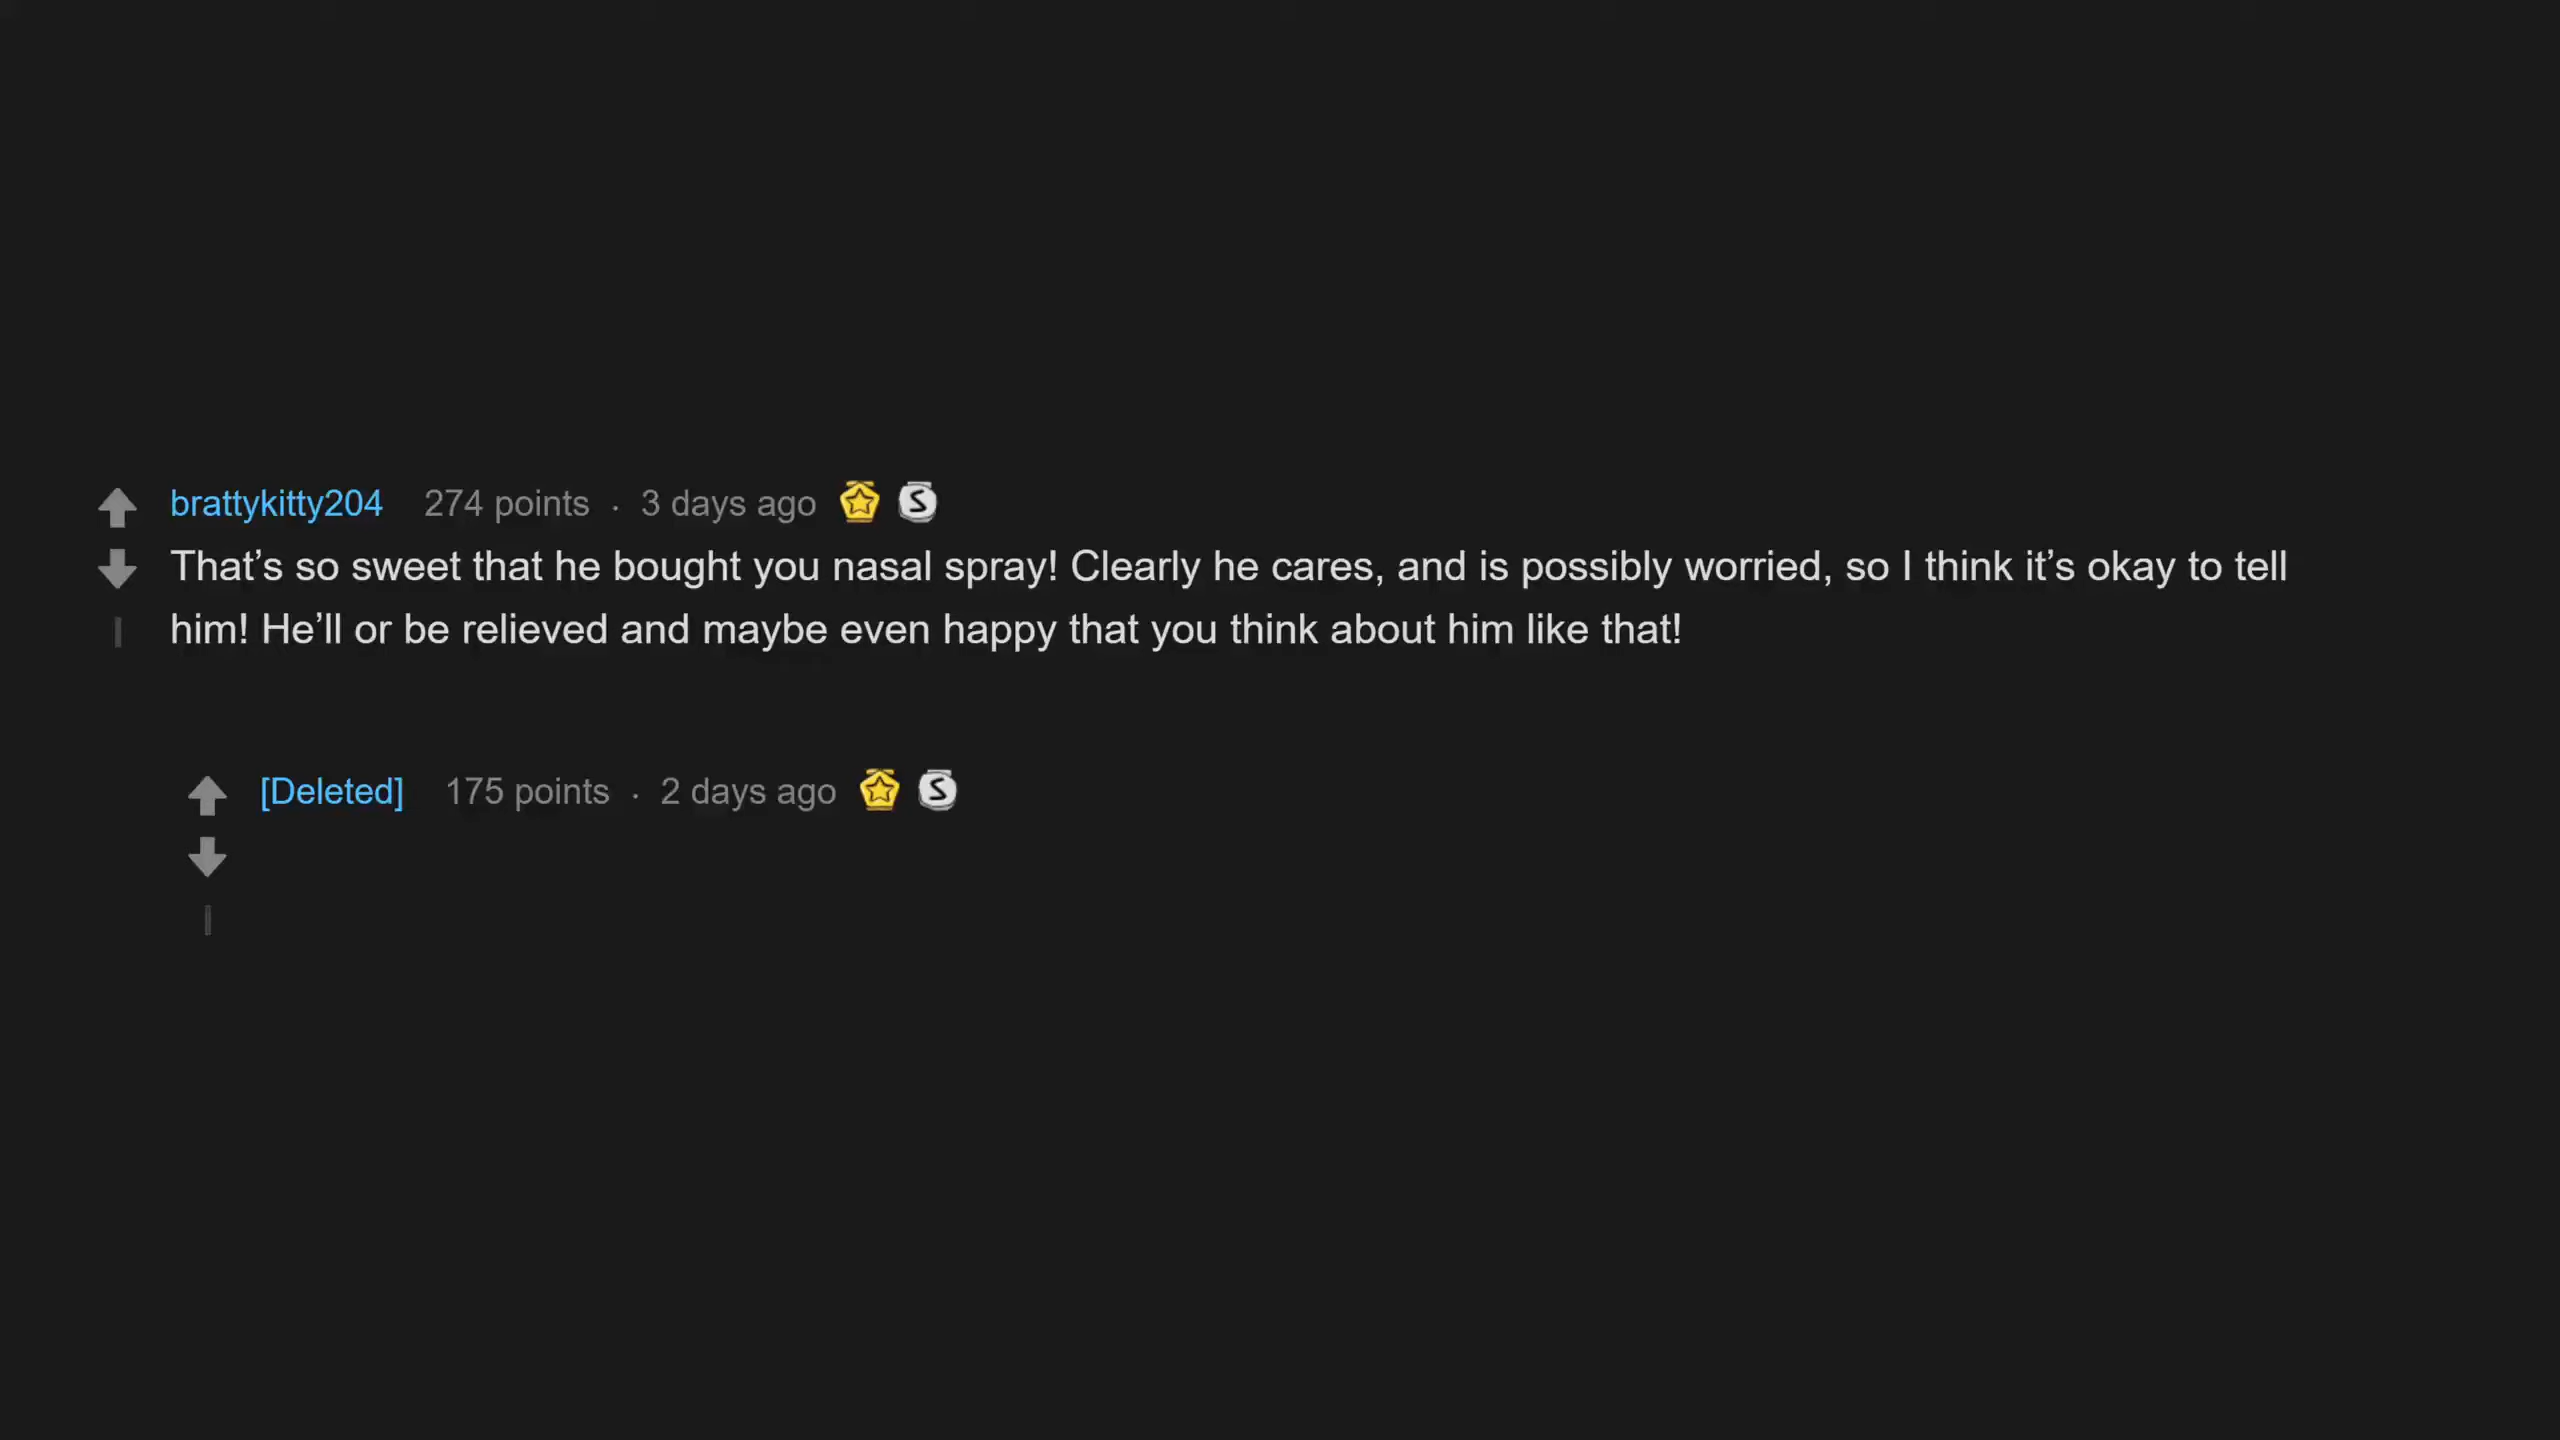 brattykitty204 274 points . 3 days ago S
That’s so sweet that he bought you nasal spray! Clearly he cares, and is possibly worried, so I think it’s okay to tell
him! He’ll or be relieved and maybe even happy that you think about him like that!
[Deleted] 175 points . 2 days ago S